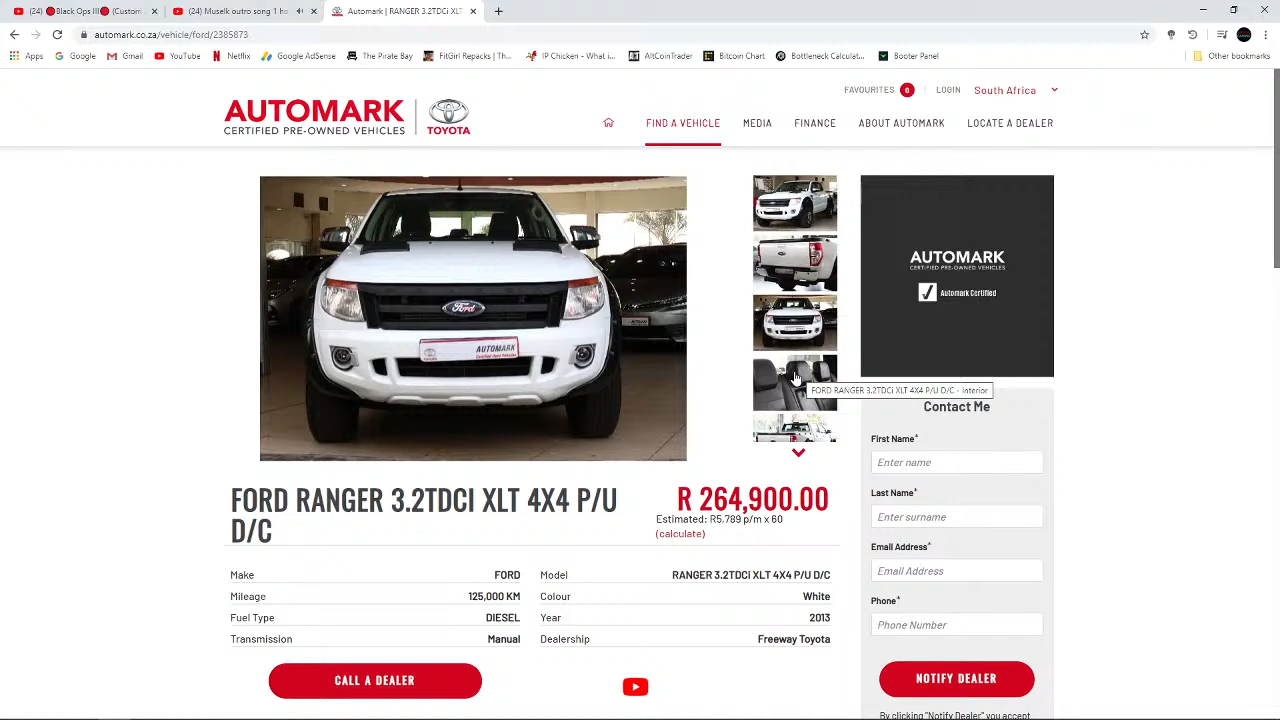 (24) 🔴Black Ops III🔴(Custom
(24) Muselk outro song 1 ho
Automark | RANGER 3.2TDCi XLT
automark.co.za/vehicle/ford/2385873
Apps
Google
Gmail
YouTube
Netflix
Google AdSense
The Pirate Bay
FitGirl Repacks | Th...
IP Chicken - What i...
AltCoinTrader
Bitcoin Chart
Bottleneck Calculat...
Booter Panel
Other bookmarks
FAVOURITES 0
LOGIN
South Africa
AUTOMARK
CERTIFIED PRE-OWNED VEHICLES
TOYOTA
FIND A VEHICLE
MEDIA
FINANCE
ABOUT AUTOMARK
LOCATE A DEALER
Ford
AUTOMARK
AUTOMARK
CERTIFIED PRE-OWNED VEHICLES
Automark Certified
FORD RANGER 3.2TDCi XLT 4X4 P/U D/C - Interior
FORD RANGER 3.2TDCI XLT 4X4 P/U
D/C
R 264,900.00
Estimated: R5,789 p/m x 60
(calculate)
Make FORD
Model RANGER 3.2TDCi XLT 4X4 P/U D/C
Mileage 125,000 KM
Colour White
Fuel Type DIESEL
Year 2013
Transmission Manual
Dealership Freeway Toyota
CALL A DEALER
Contact Me
First Name*
Enter name
Last Name*
Enter surname
Email Address*
Email Address
Phone*
Phone Number
NOTIFY DEALER
By clicking "Notify Dealer" you accept